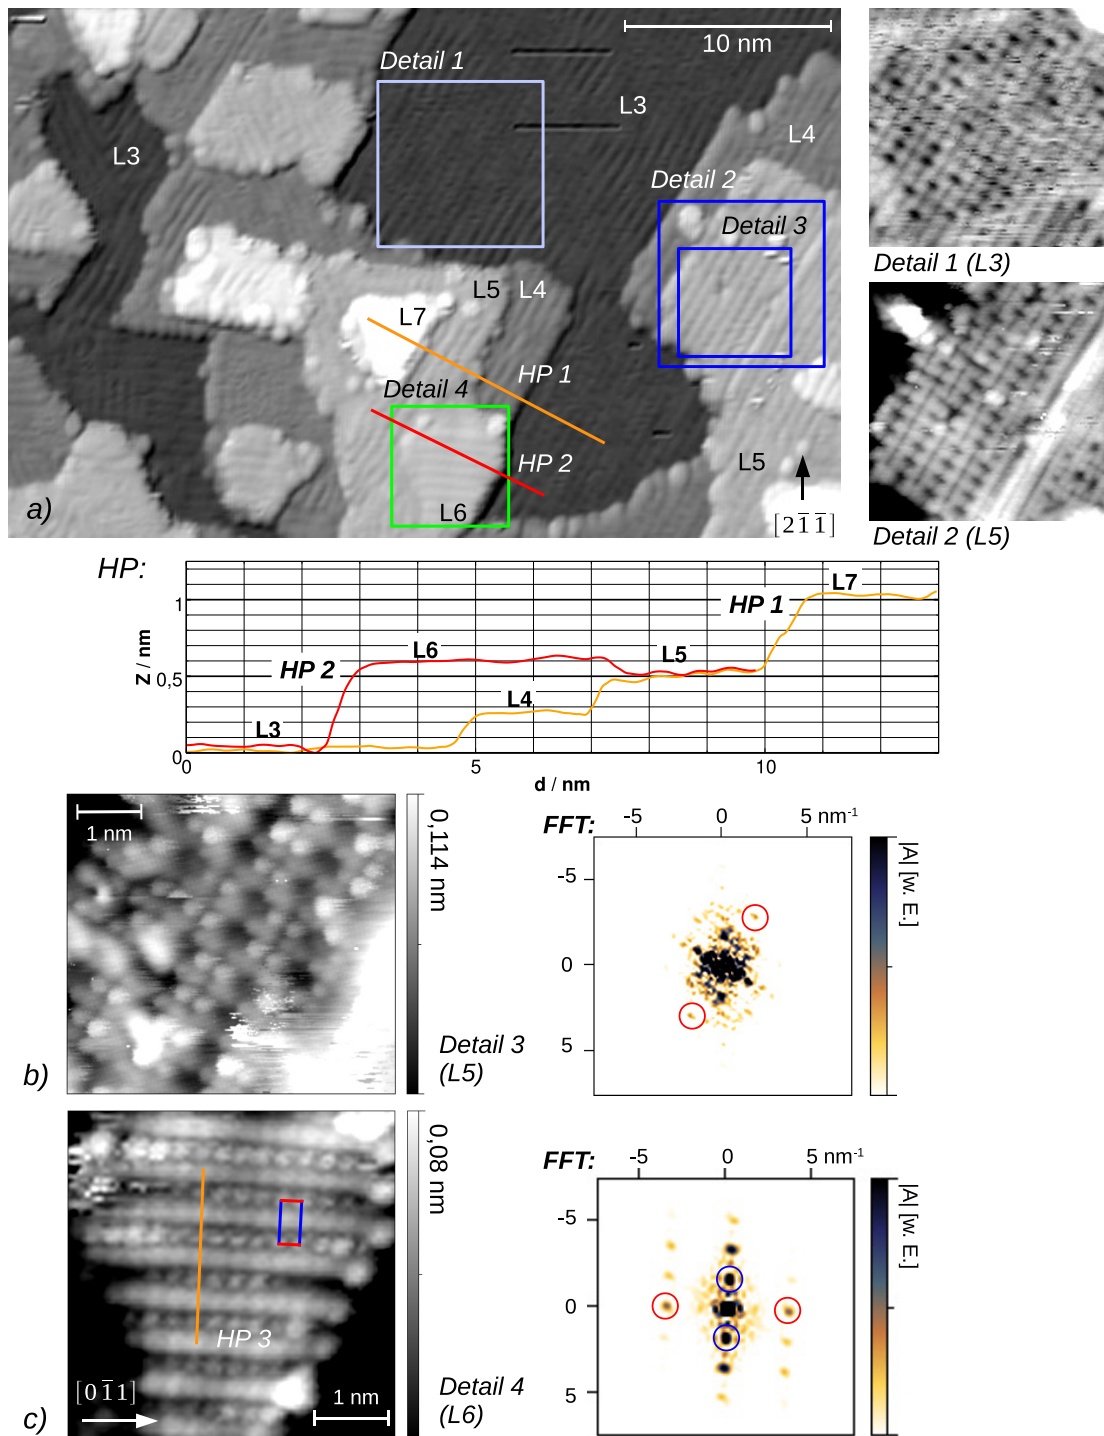 10 nm
Detail 1
L3
L3
L4
Detail 2
Detail 3
L5 L4
L7
HP 1
Detail 4
HP 2
L5
L6
a)
[2 1̄ 1̄]
Detail 1 (L3)
Detail 2 (L5)
HP:
z / nm
1
0,5
0
L7
HP 1
L6
L5
HP 2
L4
L3
0 5 10
d / nm
1 nm
0,114 nm
Detail 3
(L5)
b)
FFT:
-5 0 5 nm⁻¹
-5
0
5
|A| [w. E.]
HP 3
0,08 nm
[0 1̄ 1]
1 nm
Detail 4
(L6)
c)
FFT:
-5 0 5 nm⁻¹
-5
0
5
|A| [w. E.]